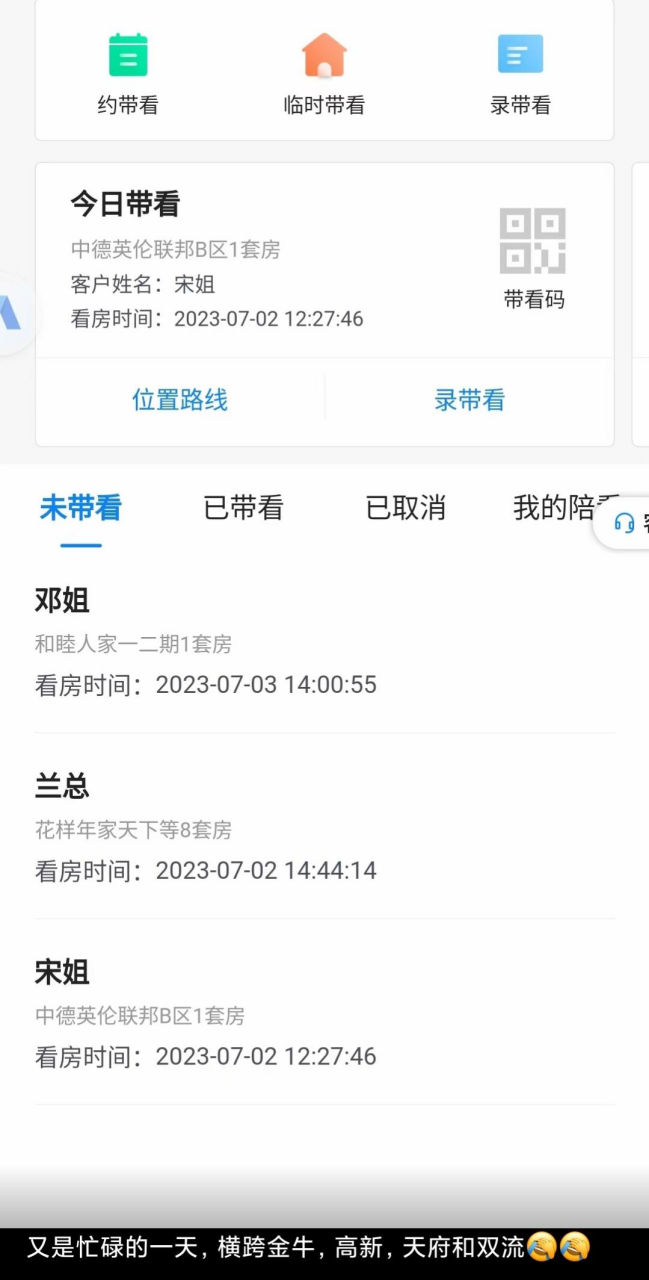 约带看 临时带看 录带看
今日带看
中德英伦联邦B区1套房
客户姓名：宋姐
看房时间：2023-07-02 12:27:46
带看码
位置路线 录带看
未带看 已带看 已取消 我的陪
邓姐
和睦人家一二期1套房
看房时间：2023-07-03 14:00:55
兰总
花样年家天下等8套房
看房时间：2023-07-02 14:44:14
宋姐
中德英伦联邦B区1套房
看房时间：2023-07-02 12:27:46
又是忙碌的一天，横跨金牛，高新，天府和双流🤣🤣